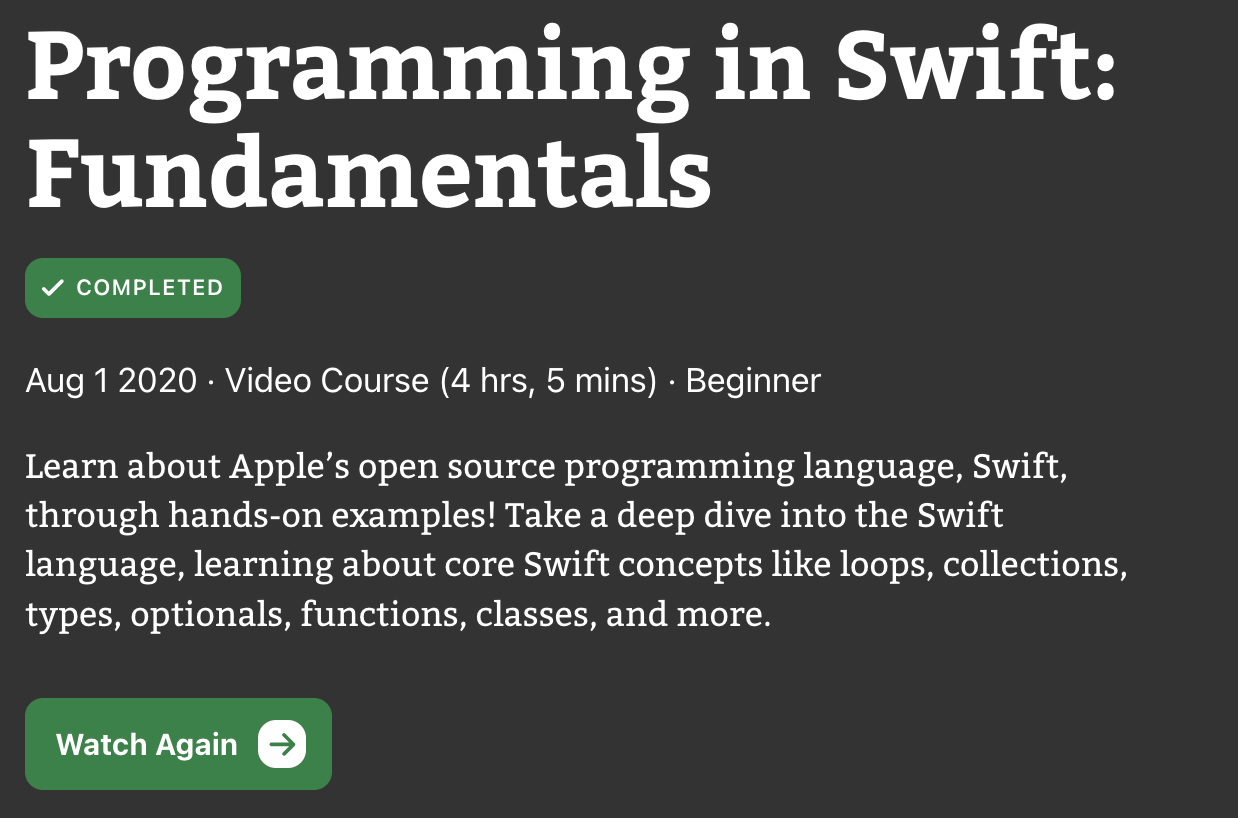 Programming in Swift:
Fundamentals
COMPLETED
Aug 1 2020 · Video Course (4 hrs, 5 mins) · Beginner
Learn about Apple’s open source programming language, Swift,
through hands-on examples! Take a deep dive into the Swift
language, learning about core Swift concepts like loops, collections,
types, optionals, functions, classes, and more.
Watch Again